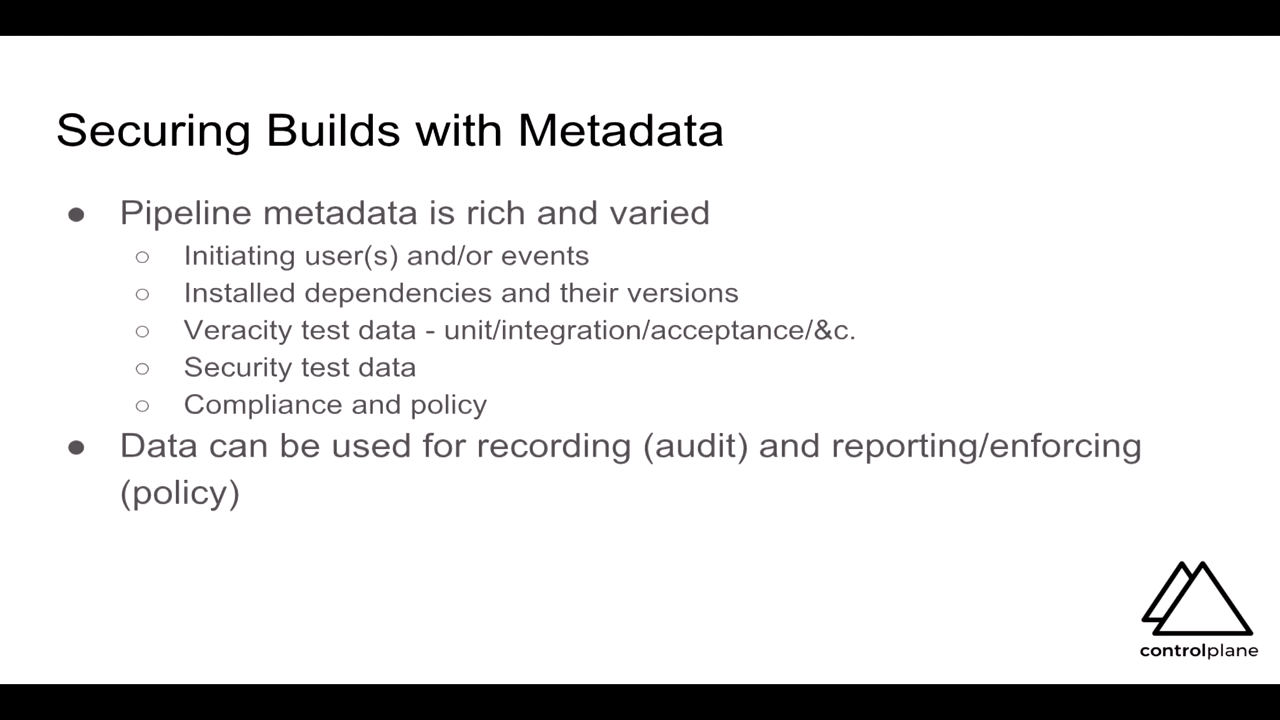 Securing Builds with Metadata
● Pipeline metadata is rich and varied
○ Initiating user(s) and/or events
○ Installed dependencies and their versions
○ Veracity test data - unit/integration/acceptance/&c.
○ Security test data
○ Compliance and policy
● Data can be used for recording (audit) and reporting/enforcing
(policy)
controlplane